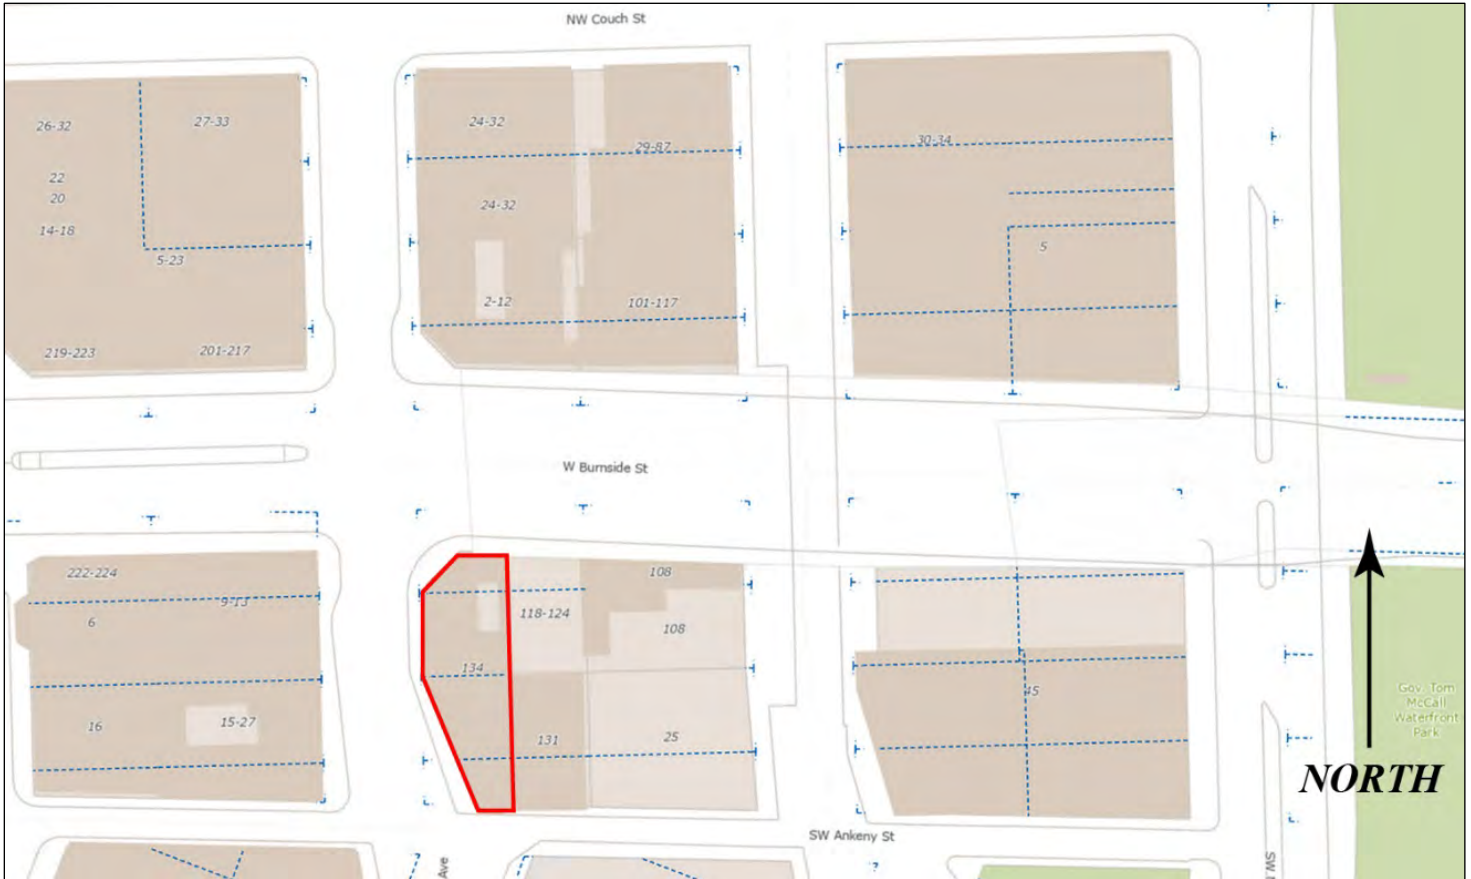 NW Couch St
26-32
27-33
22
20
14-18
5-23
219-223
201-217
24-32
29-87
24-32
2-12
101-117
30-34
5
W Burnside St
222-224
9-13
6
16
15-27
118-124
108
108
134
131
25
45
Gov. Tom
McCall
Waterfront
Park
NORTH
SW Ankeny St
Ave
SW